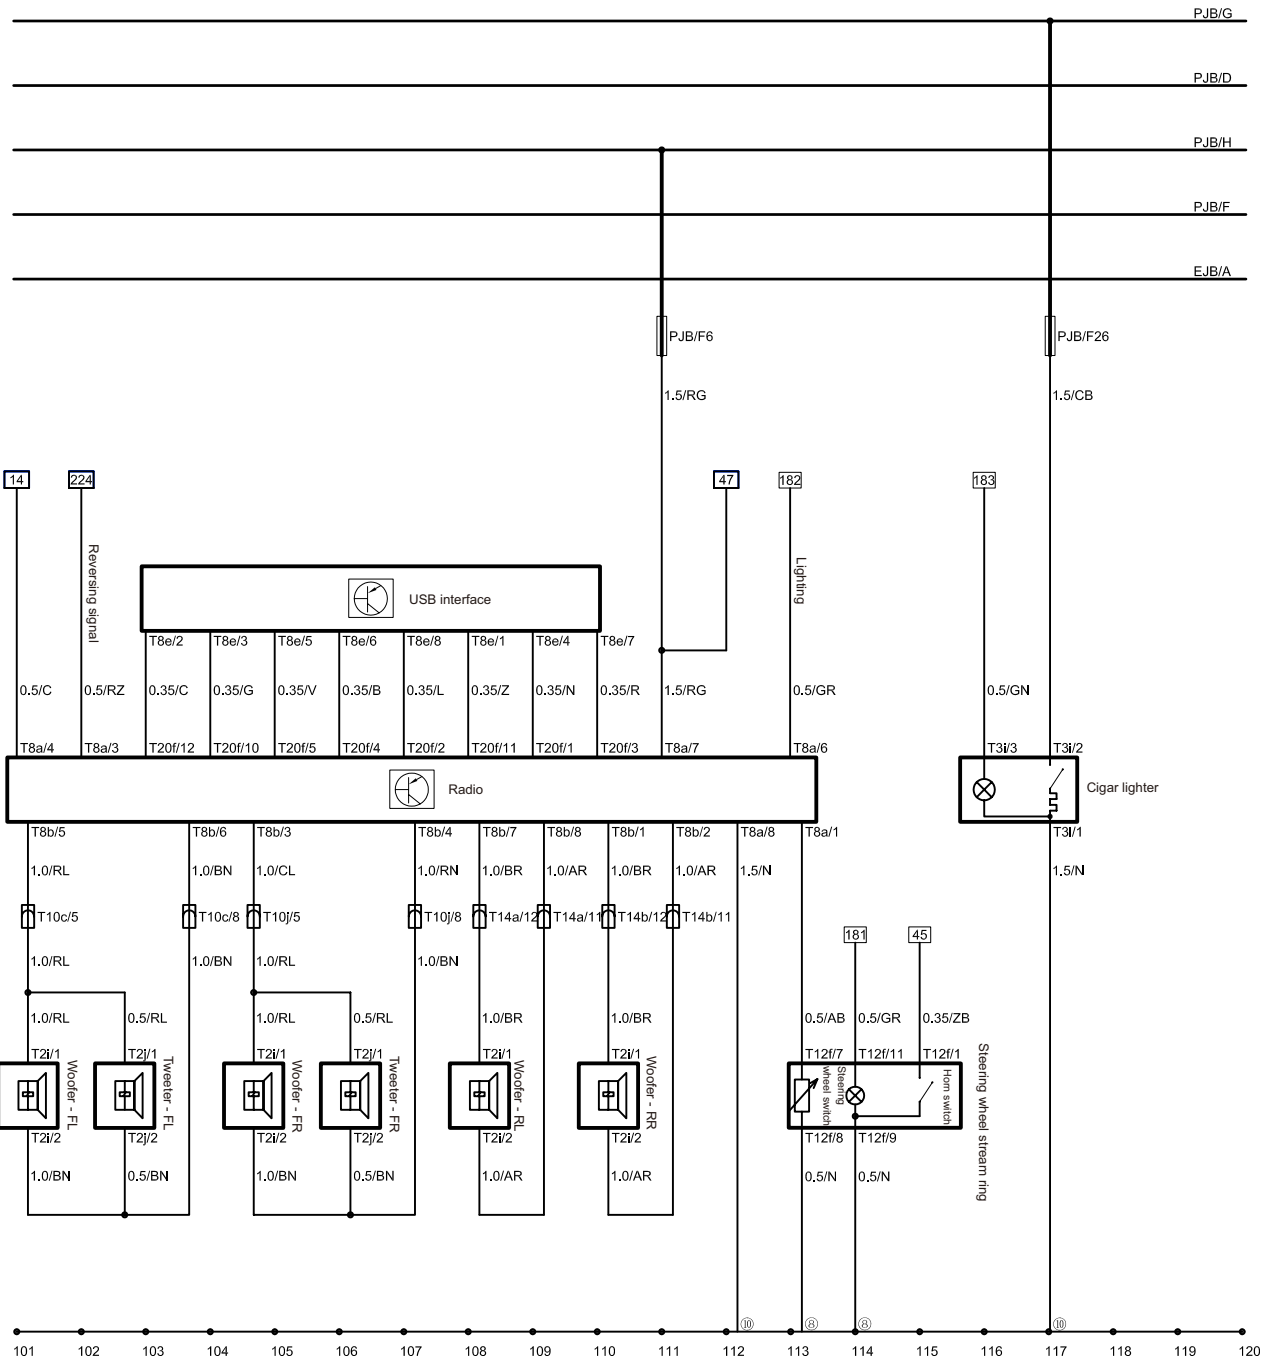 PJB/G
PJB/D
PJB/H
PJB/F
EJB/A
PJB/F6 PJB/F26
1.5/RG 1.5/CB
14 224 47 182 183
Reversing signal
Lighting
USB interface
T8e/2 T8e/3 T8e/5 T8e/6 T8e/8 T8e/1 T8e/4 T8e/7
0.5/C 0.5/RZ 0.35/C 0.35/G 0.35/V 0.35/B 0.35/L 0.35/Z 0.35/N 0.35/R 1.5/RG 0.5/GR 0.5/GN
T8a/4 T8a/3 T20f/12 T20f/10 T20f/5 T20f/4 T20f/2 T20f/11 T20f/1 T20f/3 T8a/7 T8a/6 T3i/3 T3i/2
Radio
Cigar lighter
T8b/5 T8b/6 T8b/3 T8b/4 T8b/7 T8b/8 T8b/1 T8b/2 T8a/8 T8a/1 T3I/1
1.0/RL 1.0/BN 1.0/CL 1.0/RN 1.0/BR 1.0/AR 1.0/BR 1.0/AR 1.5/N 1.5/N
T10c/5 T10c/8 T10j/5 T10j/8 T14a/12 T14a/11 T14b/12 T14b/11
181 45
1.0/RL 1.0/BN 1.0/RL 1.0/BN
1.0/RL 0.5/RL 1.0/RL 0.5/RL 1.0/BR 1.0/BR 0.5/AB 0.5/GR 0.35/ZB
T2i/1 T2j/1 T2i/1 T2j/1 T2i/1 T2i/1 T12f/7 T12f/11 T12f/1
Woofer - FL
Tweeter - FL
Woofer - FR
Tweeter - FR
Woofer - RL
Woofer - RR
Steering
wheel switch
Horn switch
Steering wheel stream ring
T2i/2 T2j/2 T2i/2 T2j/2 T2i/2 T2i/2 T12f/8 T12f/9
1.0/BN 0.5/BN 1.0/BN 0.5/BN 1.0/AR 1.0/AR 0.5/N 0.5/N
⑩ ⑧ ⑧ ⑩
101 102 103 104 105 106 107 108 109 110 111 112 113 114 115 116 117 118 119 120